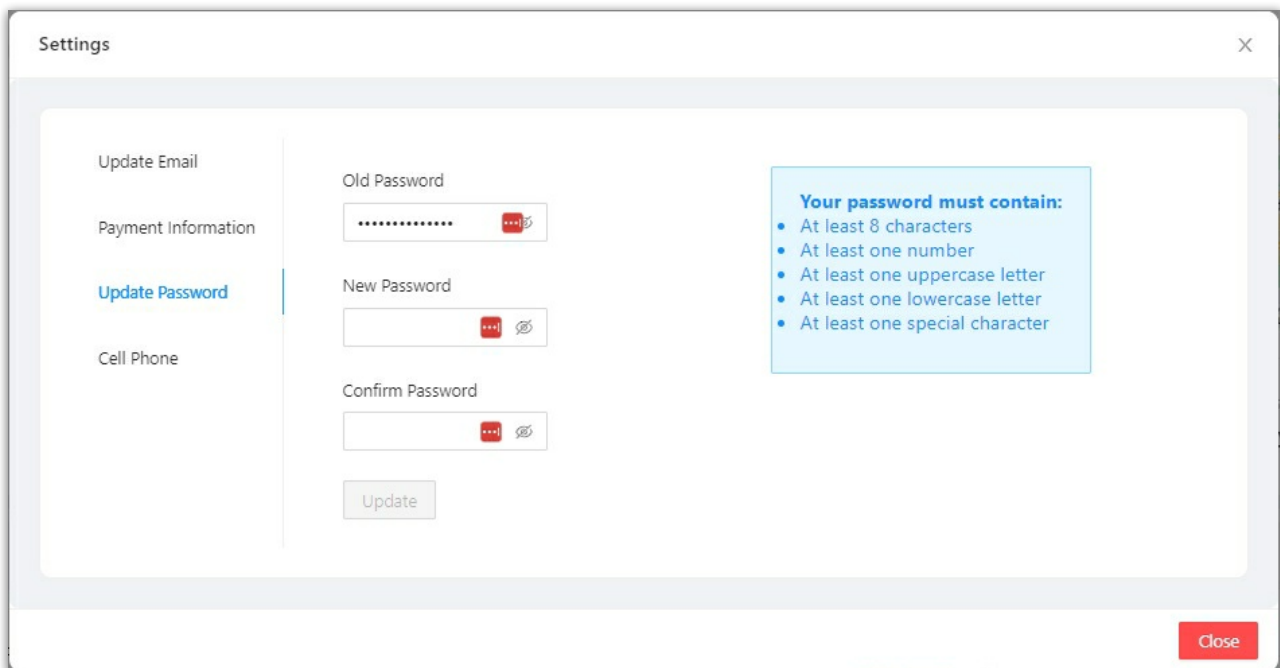 Settings
Update Email
Payment Information
Update Password
Cell Phone
Old Password
••••••••••••••
New Password
Confirm Password
Update
Your password must contain:
• At least 8 characters
• At least one number
• At least one uppercase letter
• At least one lowercase letter
• At least one special character
Close